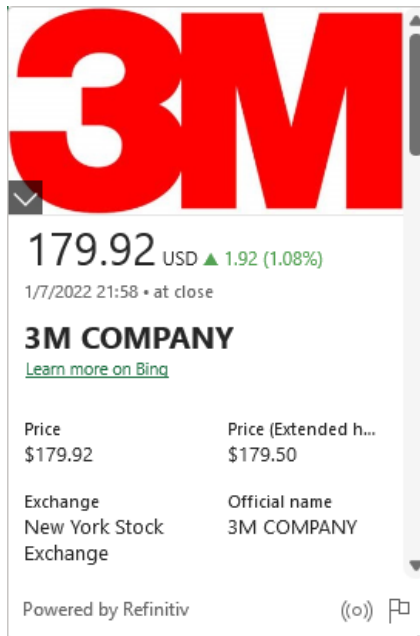 3M
179.92 USD ▲ 1.92 (1.08%)
1/7/2022 21:58 • at close
3M COMPANY
Learn more on Bing
Price
$179.92
Price (Extended h...
$179.50
Exchange
New York Stock
Exchange
Official name
3M COMPANY
Powered by Refinitiv